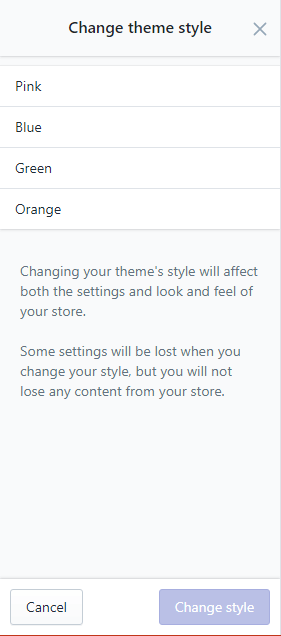 Change theme style
Pink
Blue
Green
Orange
Changing your theme's style will affect
both the settings and look and feel of
your store.
Some settings will be lost when you
change your style, but you will not
lose any content from your store.
Cancel
Change style